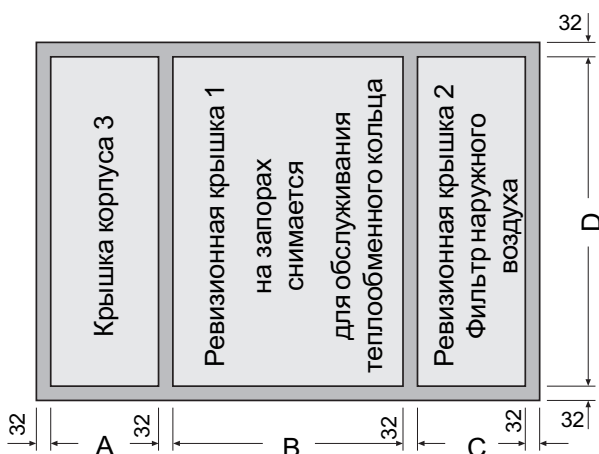 32
Крышка корпуса 3
Ревизионная крышка 1
на запорах
снимается
для обслуживания
теплообменного кольца
Ревизионная крышка 2
Фильтр наружного
воздуха
D
32
32
A
32
B
32
C
32